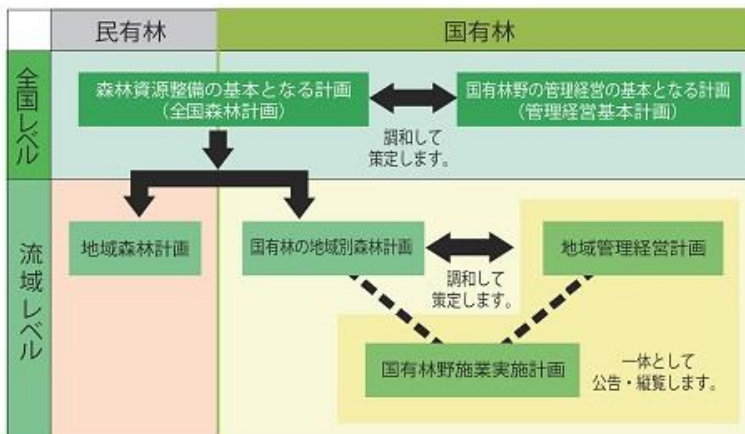 民有林
国有林
全国レベル
森林資源整備の基本となる計画
（全国森林計画）
国有林野の管理経営の基本となる計画
（管理経営基本計画）
調和して
策定します。
流域レベル
地域森林計画
国有林の地域別森林計画
地域管理経営計画
調和して
策定します。
国有林野施業実施計画
一体として
公告・縦覧します。